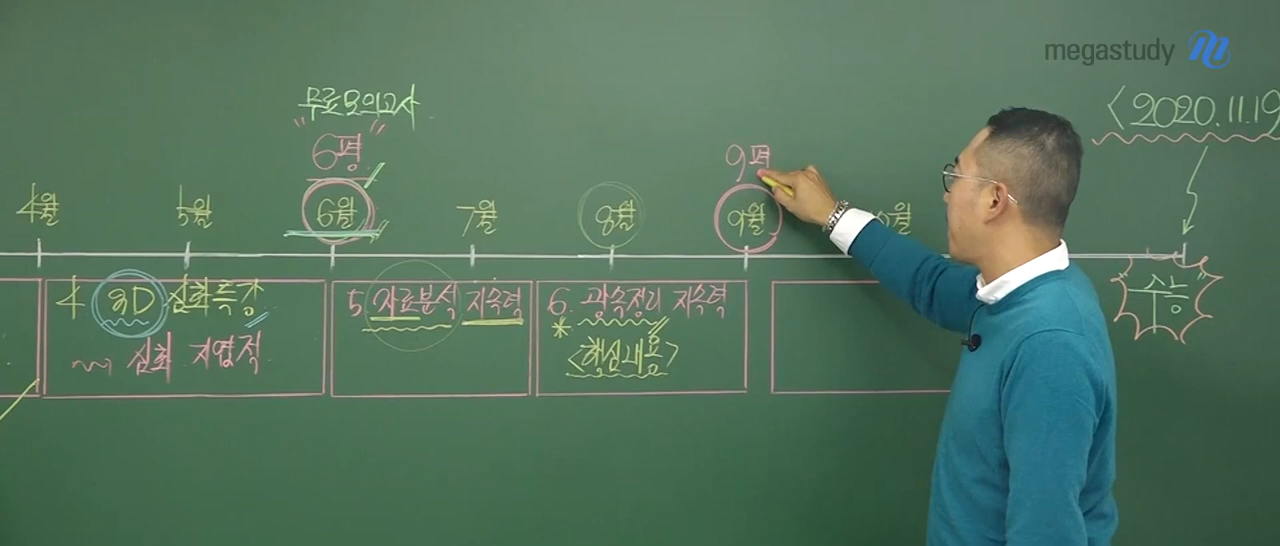 megastudy
<2020.11.19
무료모의고사
"6평"
9평
4월
5월
6월
7월
8월
9월
수능
4 3D 심화특강
심화 지엽적
5 자료분석 지속력
6. 광속정리 지속력
* <핵심내용>